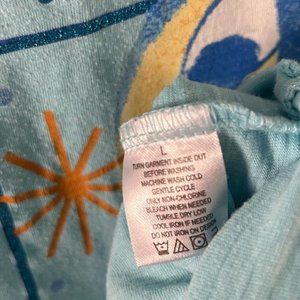 L
TURN GARMENT INSIDE OUT
BEFORE WASHING
MACHINE WASH COLD
GENTLE CYCLE
ONLY NON-CHLORINE
BLEACH WHEN NEEDED
TUMBLE DRY LOW
COOL IRON IF NEEDED
DO NOT IRON ON DESIGN